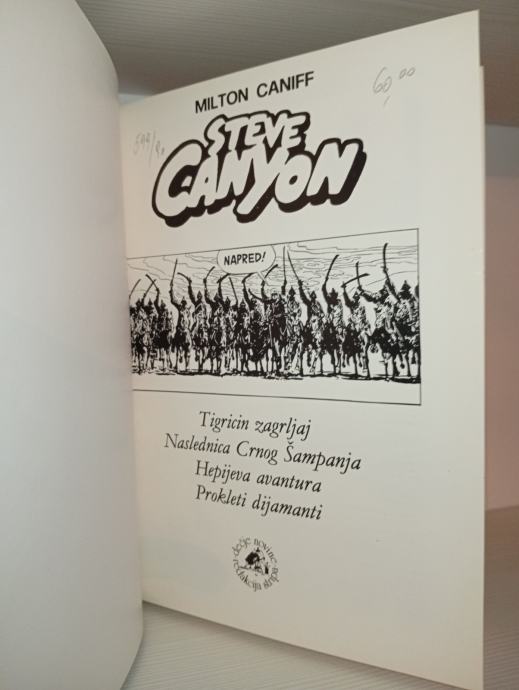 MILTON CANIFF
60,00
STEVE
CANYON
NAPRED!
Tigricin zagrljaj
Naslednica Crnog Šampanja
Hepijeva avantura
Prokleti dijamanti
dečje novine
redakcija stripa